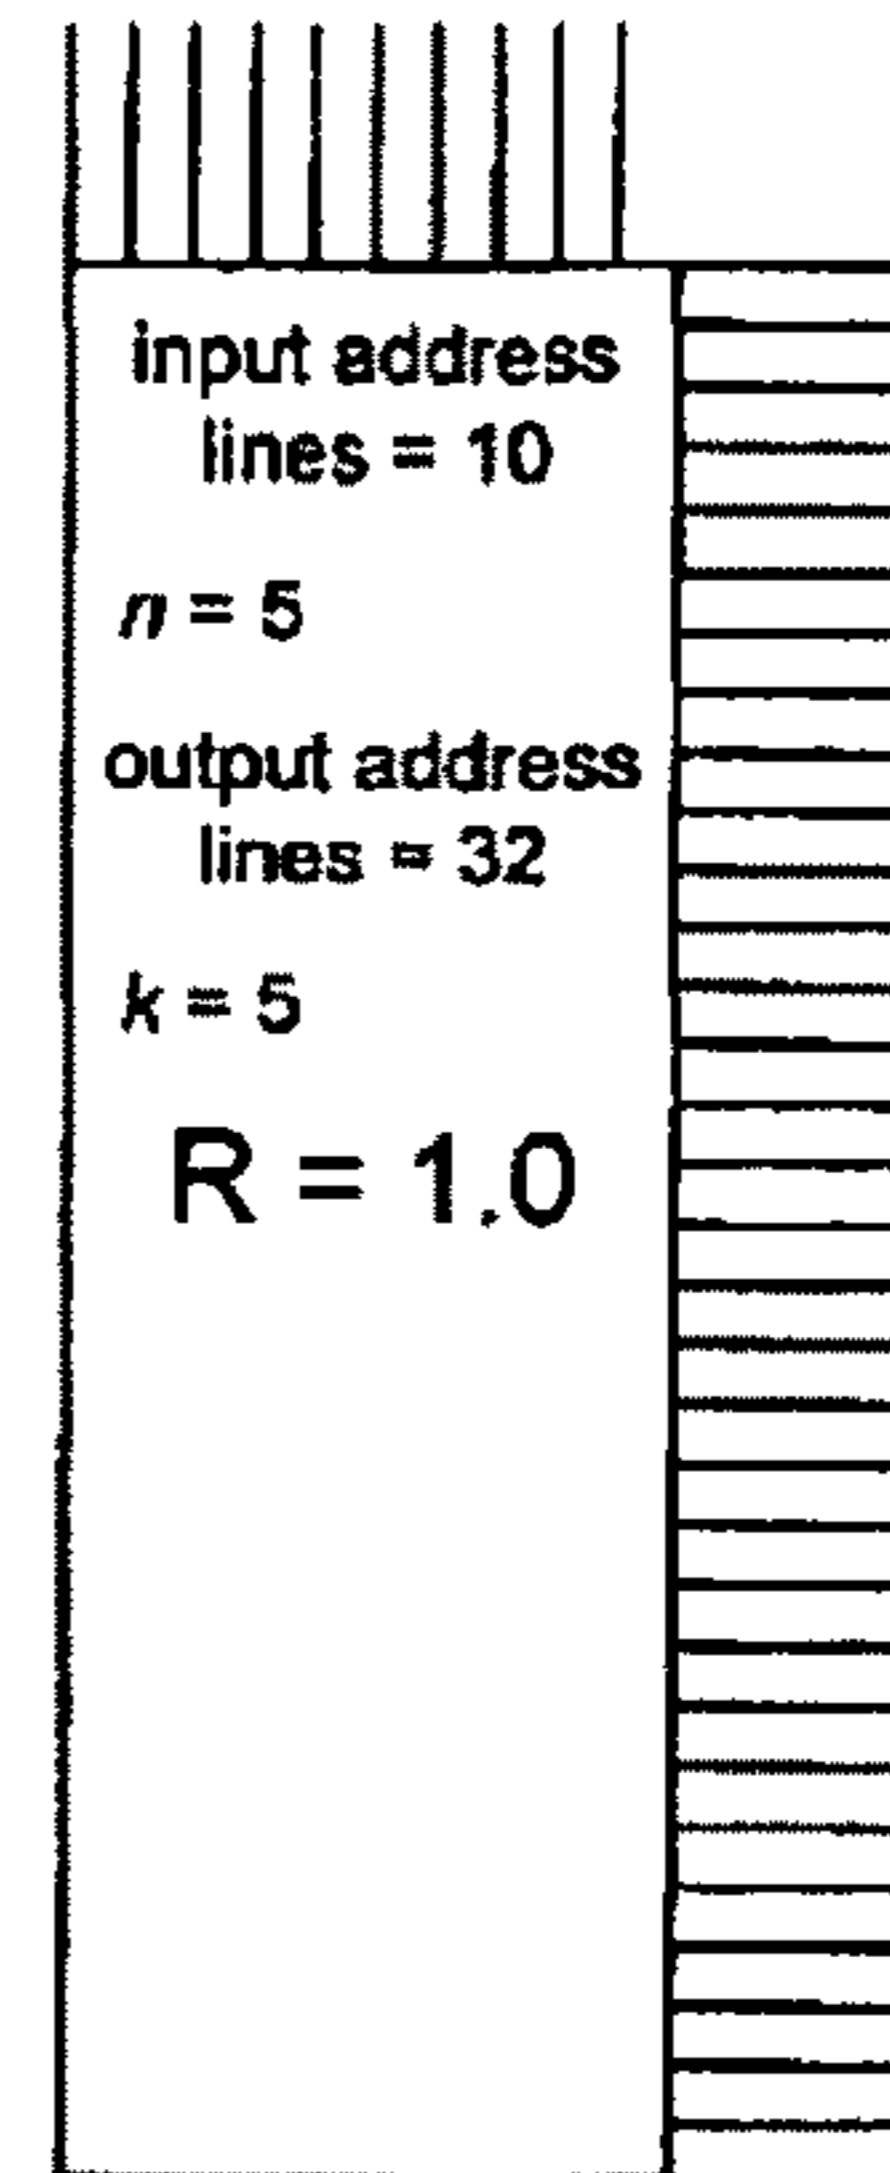 input address
lines = 10
n = 5
output address
lines = 32
k = 5
R = 1.0